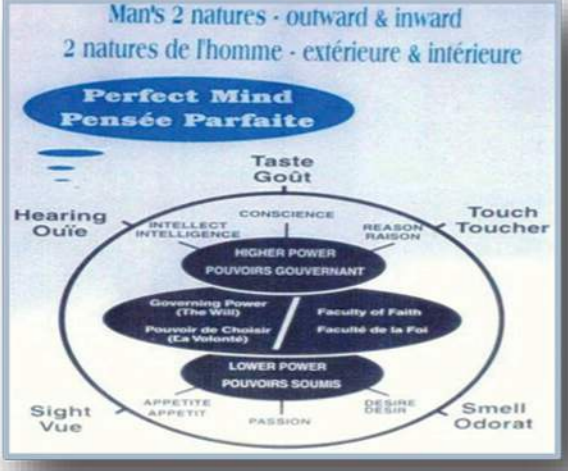 Man's 2 natures - outward & inward
2 natures de l'homme - extérieure & intérieure
Perfect Mind
Pensée Parfaite
Taste
Goût
Hearing
Ouïe
Touch
Toucher
INTELLECT
INTELLIGENCE
CONSCIENCE
REASON
RAISON
HIGHER POWER
POUVOIRS GOUVERNANT
Governing Power
(The Will)
Pouvoir de Choisir
(La Volonté)
Faculty of Faith
Faculté de la Foi
LOWER POWER
POUVOIRS SOUMIS
APPETITE
APPETIT
PASSION
DESIRE
DESIR
Sight
Vue
Smell
Odorat